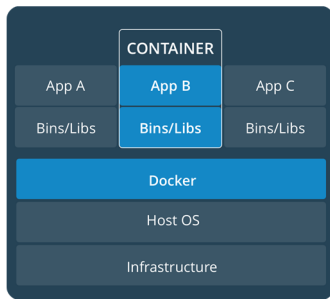 CONTAINER
App A App B App C
Bins/Libs Bins/Libs Bins/Libs
Docker
Host OS
Infrastructure